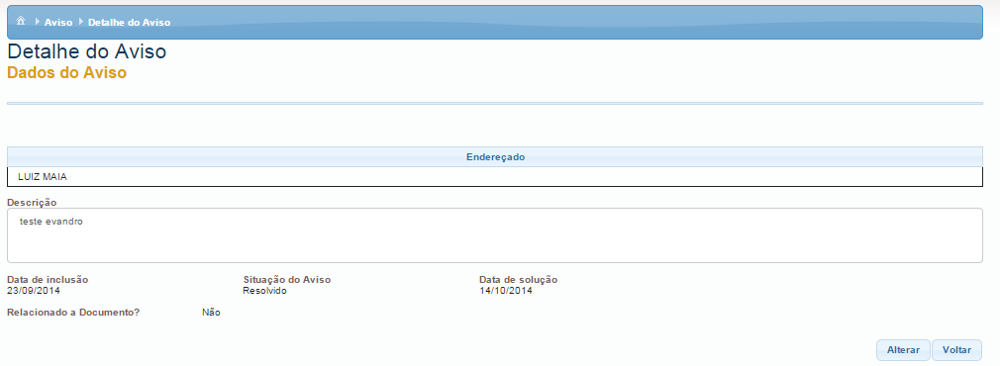 Aviso Detalhe do Aviso
Detalhe do Aviso
Dados do Aviso
Endereçado
LUIZ MAIA
Descrição
teste evandro
Data de inclusão Situação do Aviso Data de solução
23/09/2014 Resolvido 14/10/2014
Relacionado a Documento? Não
Alterar Voltar